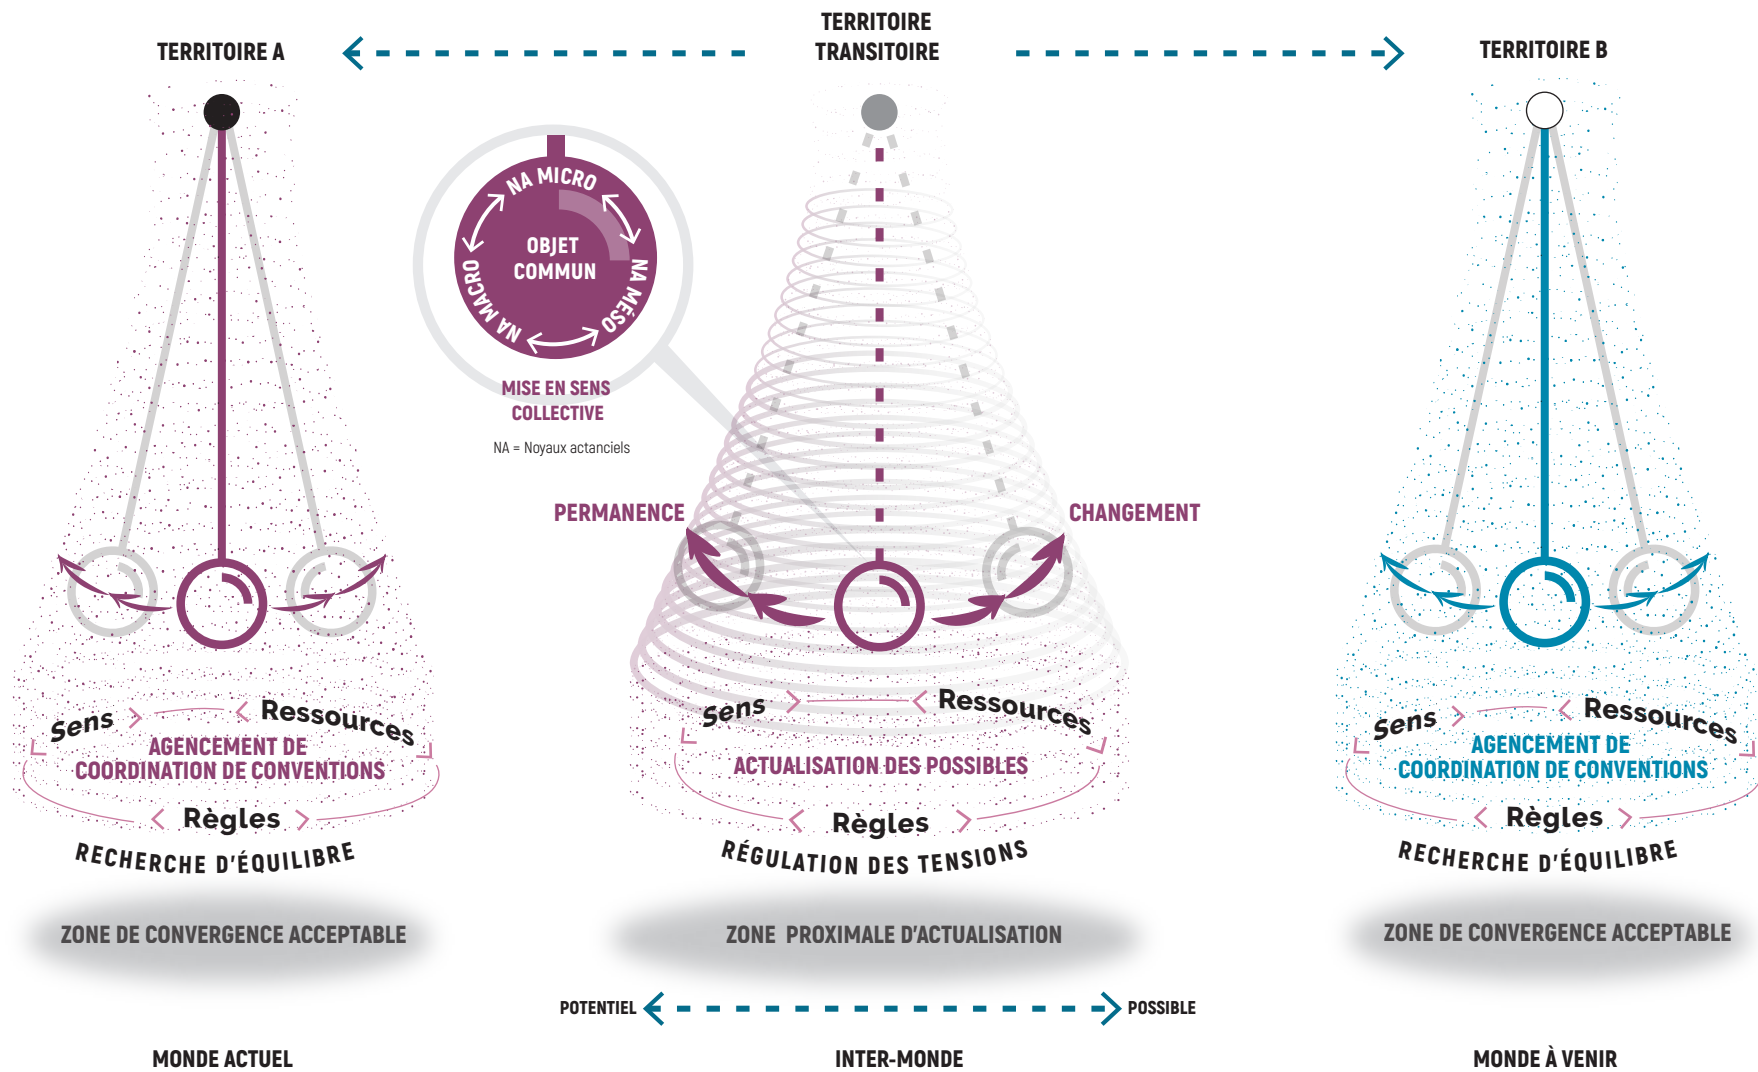 TERRITOIRE A
TERRITOIRE
TRANSITOIRE
TERRITOIRE B
NA MICRO
NA MÉSO
NA MACRO
OBJET
COMMUN
MISE EN SENS
COLLECTIVE
NA = Noyaux actanciels
PERMANENCE
CHANGEMENT
Sens
Ressources
AGENCEMENT DE
COORDINATION DE CONVENTIONS
Règles
RECHERCHE D'ÉQUILIBRE
ZONE DE CONVERGENCE ACCEPTABLE
Sens
Ressources
ACTUALISATION DES POSSIBLES
Règles
RÉGULATION DES TENSIONS
ZONE PROXIMALE D'ACTUALISATION
Sens
Ressources
AGENCEMENT DE
COORDINATION DE CONVENTIONS
Règles
RECHERCHE D'ÉQUILIBRE
ZONE DE CONVERGENCE ACCEPTABLE
POTENTIEL
POSSIBLE
MONDE ACTUEL
INTER-MONDE
MONDE À VENIR